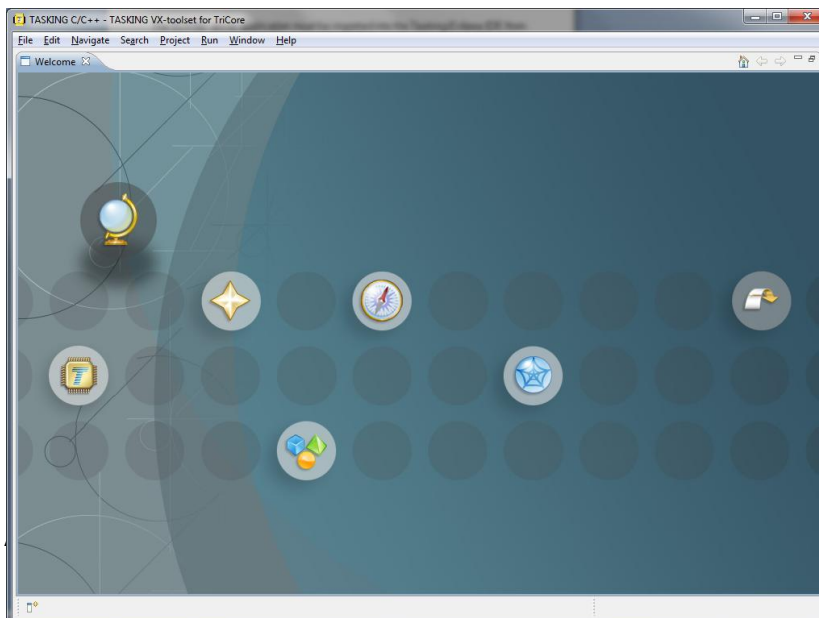 TASKING C/C++ - TASKING VX-toolset for TriCore
File Edit Navigate Search Project Run Window Help
Welcome
T